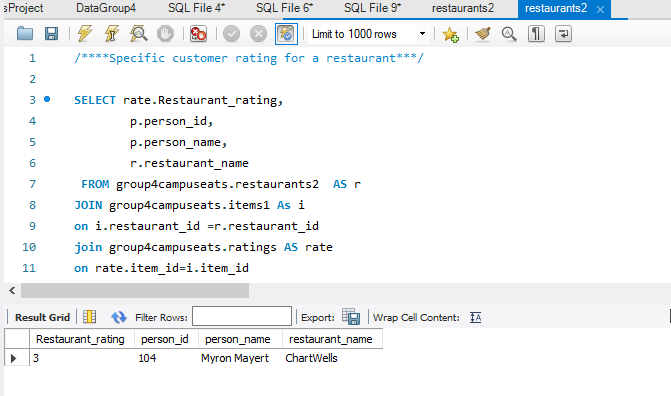 sProject DataGroup4 SQL File 4* SQL File 6* SQL File 9* restaurants2 restaurants2
Limit to 1000 rows
1 /****Specific customer rating for a restaurant***/
2
3 SELECT rate.Restaurant_rating,
4 p.person_id,
5 p.person_name,
6 r.restaurant_name
7 FROM group4campuseats.restaurants2 AS r
8 JOIN group4campuseats.items1 As i
9 on i.restaurant_id =r.restaurant_id
10 join group4campuseats.ratings AS rate
11 on rate.item_id=i.item_id
Result Grid Filter Rows: Export: Wrap Cell Content: IA
Restaurant_rating person_id person_name restaurant_name
3 104 Myron Mayert ChartWells